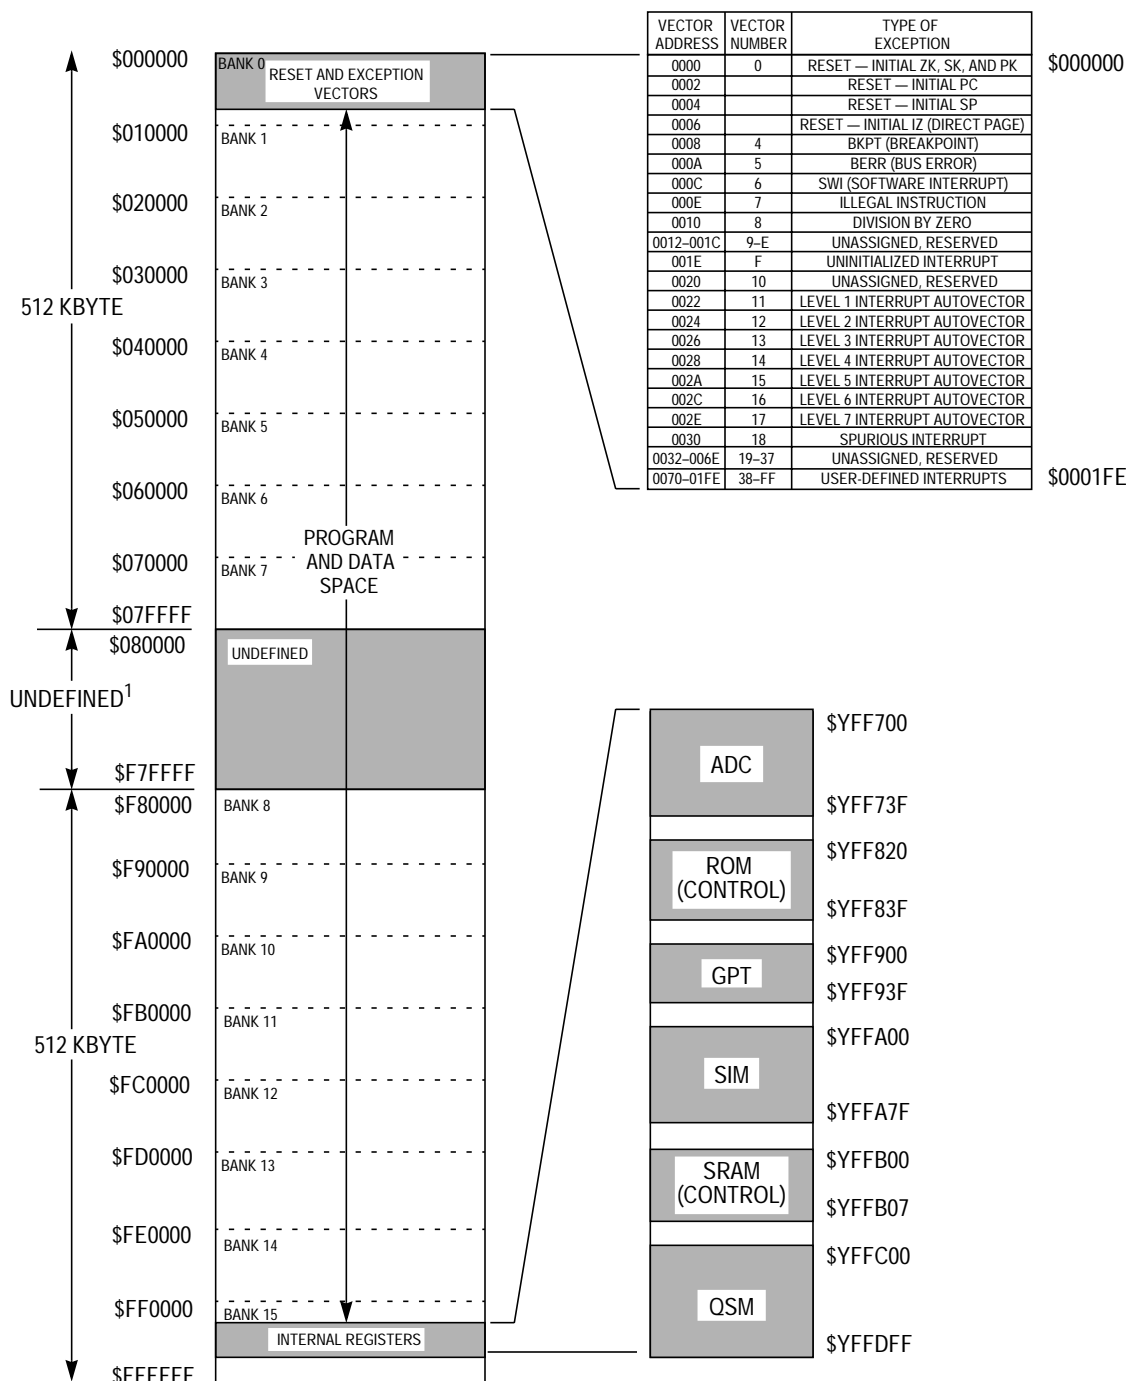 VECTOR ADDRESS VECTOR NUMBER TYPE OF EXCEPTION
0000 0 RESET — INITIAL ZK, SK, AND PK
0002 RESET — INITIAL PC
0004 RESET — INITIAL SP
0006 RESET — INITIAL IZ (DIRECT PAGE)
0008 4 BKPT (BREAKPOINT)
000A 5 BERR (BUS ERROR)
000C 6 SWI (SOFTWARE INTERRUPT)
000E 7 ILLEGAL INSTRUCTION
0010 8 DIVISION BY ZERO
0012–001C 9–E UNASSIGNED, RESERVED
001E F UNINITIALIZED INTERRUPT
0020 10 UNASSIGNED, RESERVED
0022 11 LEVEL 1 INTERRUPT AUTOVECTOR
0024 12 LEVEL 2 INTERRUPT AUTOVECTOR
0026 13 LEVEL 3 INTERRUPT AUTOVECTOR
0028 14 LEVEL 4 INTERRUPT AUTOVECTOR
002A 15 LEVEL 5 INTERRUPT AUTOVECTOR
002C 16 LEVEL 6 INTERRUPT AUTOVECTOR
002E 17 LEVEL 7 INTERRUPT AUTOVECTOR
0030 18 SPURIOUS INTERRUPT
0032–006E 19–37 UNASSIGNED, RESERVED
0070–01FE 38–FF USER-DEFINED INTERRUPTS
$000000
$0001FE
$000000
BANK 0
RESET AND EXCEPTION
VECTORS
$010000
BANK 1
$020000
BANK 2
$030000
BANK 3
512 KBYTE
$040000
BANK 4
$050000
BANK 5
$060000
BANK 6
$070000
BANK 7
PROGRAM
AND DATA
SPACE
$07FFFF
$080000
UNDEFINED
UNDEFINED1
$F7FFFF
$F80000
BANK 8
$F90000
BANK 9
$FA0000
BANK 10
$FB0000
BANK 11
512 KBYTE
$FC0000
BANK 12
$FD0000
BANK 13
$FE0000
BANK 14
$FF0000
BANK 15
INTERNAL REGISTERS
$FFFFFF
$YFF700
ADC
$YFF73F
$YFF820
ROM
(CONTROL)
$YFF83F
$YFF900
GPT
$YFF93F
$YFFA00
SIM
$YFFA7F
$YFFB00
SRAM
(CONTROL)
$YFFB07
$YFFC00
QSM
$YFFDFF